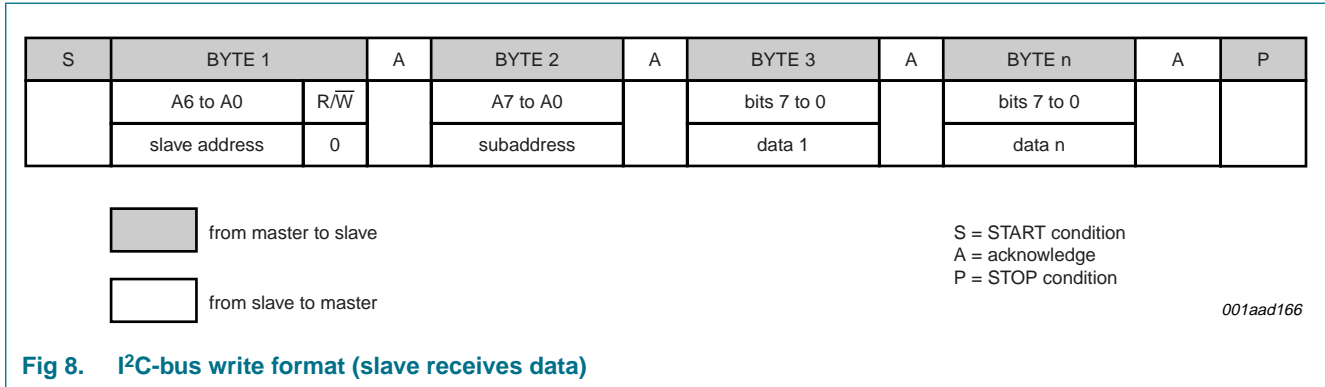 S BYTE 1 A BYTE 2 A BYTE 3 A BYTE n A P
A6 to A0 R/W̅ A7 to A0 bits 7 to 0 bits 7 to 0
slave address 0 subaddress data 1 data n
from master to slave
from slave to master
S = START condition
A = acknowledge
P = STOP condition
001aad166
Fig 8. I²C-bus write format (slave receives data)